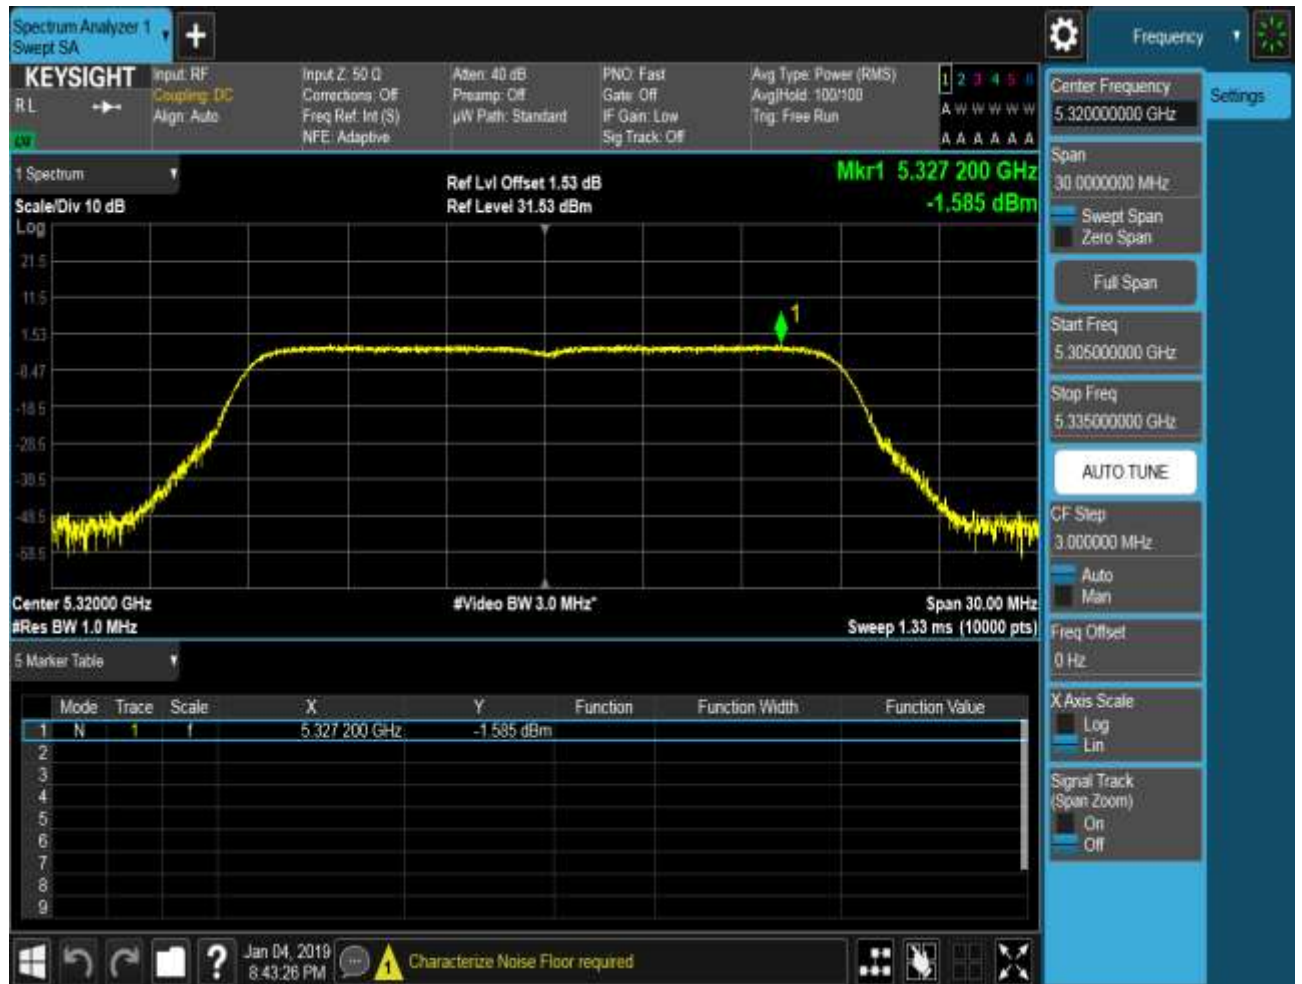 Spectrum Analyzer 1
Swept SA
Frequency
KEYSIGHT
RL
Input: RF
Coupling: DC
Align: Auto
Input Z: 50 Ω
Corrections: Off
Freq Ref: Int (S)
NFE: Adaptive
Atten: 40 dB
Preamp: Off
µW Path: Standard
PNO: Fast
Gate: Off
IF Gain: Low
Sig Track: Off
Avg Type: Power (RMS)
Avg|Hold: 100/100
Trig: Free Run
1 2 3 4 5 6
A W W W W W
A A A A A A
1 Spectrum
Scale/Div 10 dB
Ref Lvl Offset 1.53 dB
Ref Level 31.53 dBm
Mkr1 5.327 200 GHz
-1.585 dBm
Log
21.5
11.5
1.53
-8.47
-18.5
-28.5
-38.5
-48.5
-58.5
1
Center 5.32000 GHz
#Res BW 1.0 MHz
#Video BW 3.0 MHz*
Span 30.00 MHz
Sweep 1.33 ms (10000 pts)
5 Marker Table
Mode Trace Scale X Y Function Function Width Function Value
1 N 1 f 5.327 200 GHz -1.585 dBm
2
3
4
5
6
7
8
9
Jan 04, 2019
8:43:26 PM
Characterize Noise Floor required
Center Frequency
5.320000000 GHz
Settings
Span
30.0000000 MHz
Swept Span
Zero Span
Full Span
Start Freq
5.305000000 GHz
Stop Freq
5.335000000 GHz
AUTO TUNE
CF Step
3.000000 MHz
Auto
Man
Freq Offset
0 Hz
X Axis Scale
Log
Lin
Signal Track
(Span Zoom)
On
Off